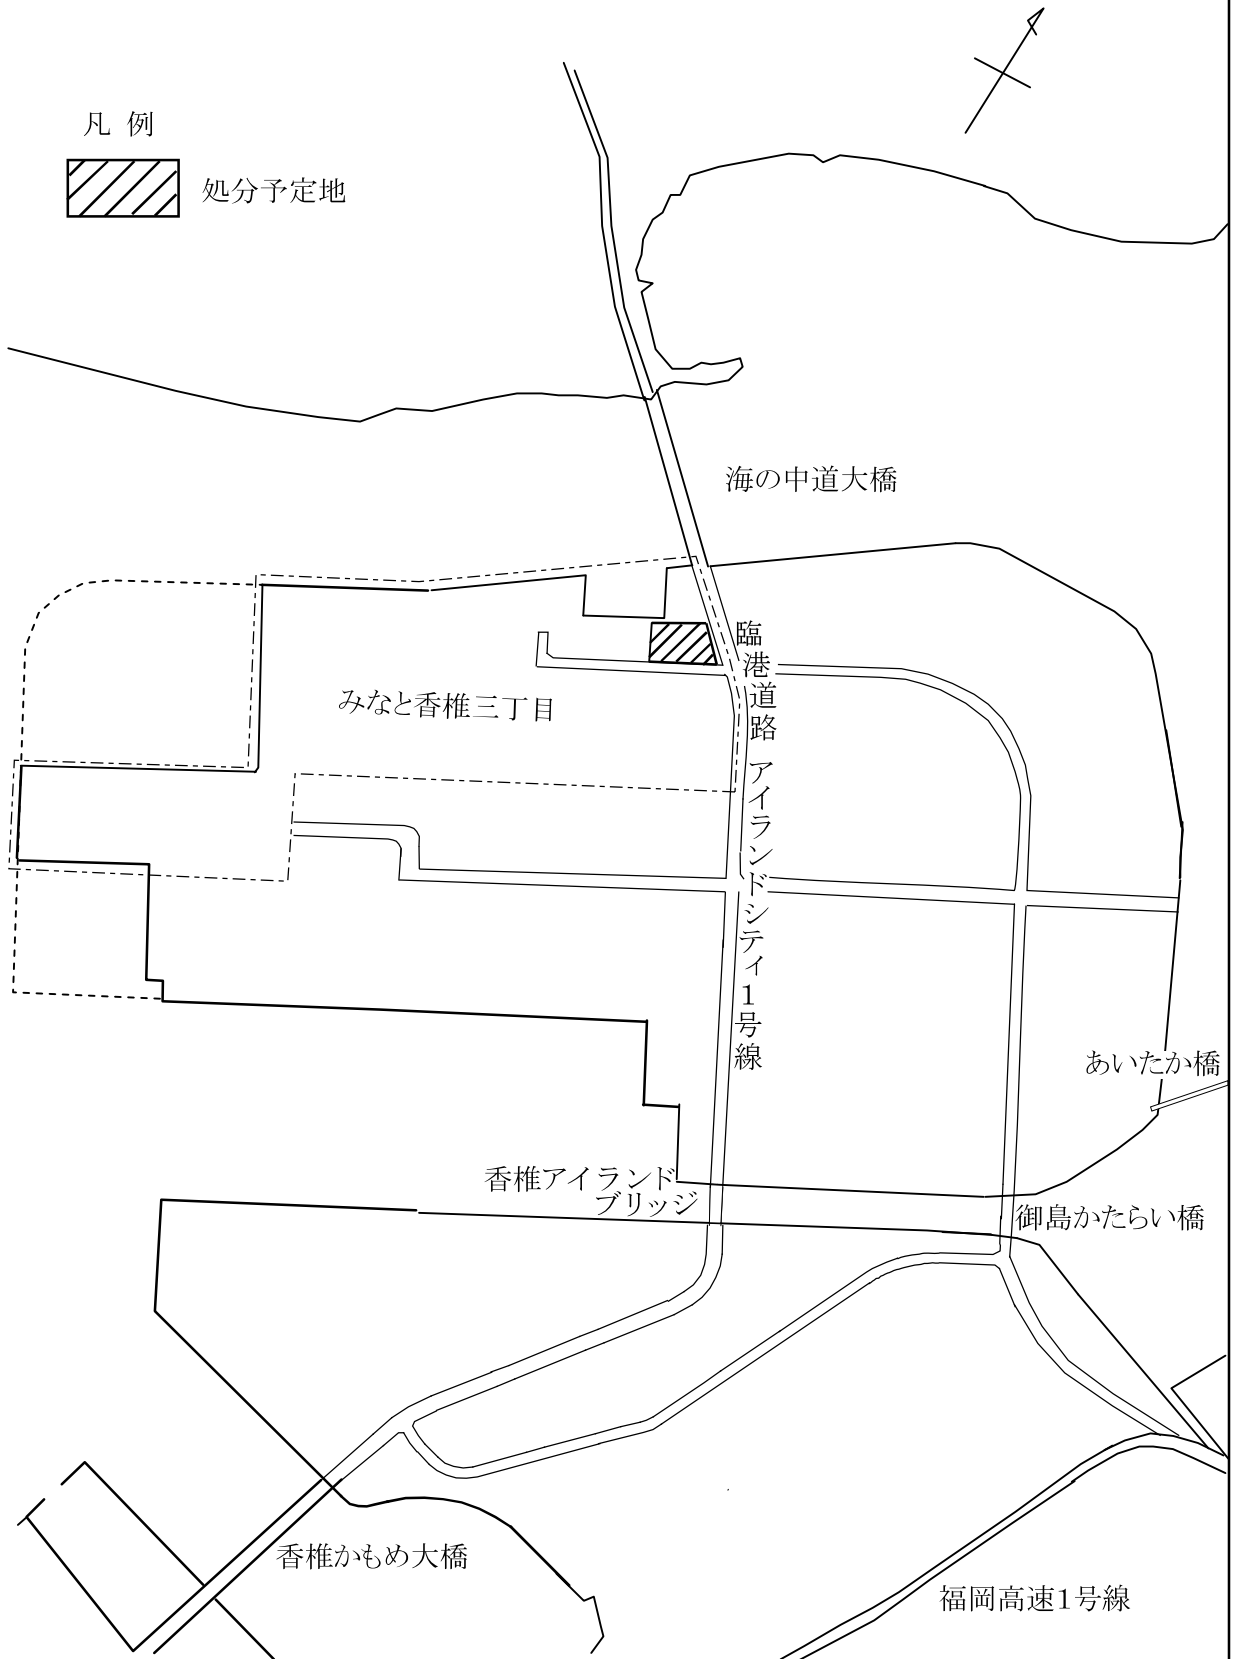 凡 例
処分予定地
海の中道大橋
臨港道路 アイランドシティ1号線
みなと香椎三丁目
あいたか橋
香椎アイランド
ブリッジ
御島かたらい橋
香椎かもめ大橋
福岡高速1号線